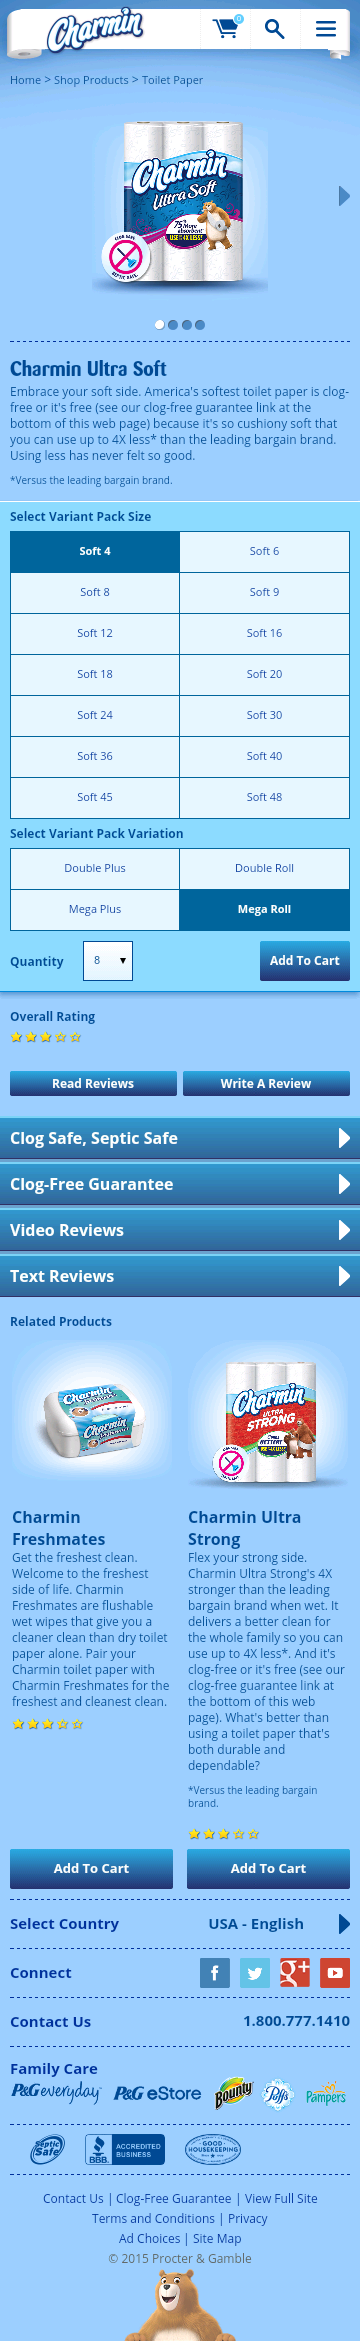 Charmin
0
Home > Shop Products > Toilet Paper
Charmin
Ultra Soft
75% More
absorbent*
USE 4X LESS!
CLOG SAFE
SEPTIC SAFE
Charmin Ultra Soft
Embrace your soft side. America's softest toilet paper is clog-
free or it's free (see our clog-free guarantee link at the
bottom of this web page) because it's so cushiony soft that
you can use up to 4X less* than the leading bargain brand.
Using less has never felt so good.
*Versus the leading bargain brand.
Select Variant Pack Size
Soft 4 Soft 6
Soft 8 Soft 9
Soft 12 Soft 16
Soft 18 Soft 20
Soft 24 Soft 30
Soft 36 Soft 40
Soft 45 Soft 48
Select Variant Pack Variation
Double Plus Double Roll
Mega Plus Mega Roll
Quantity 8 Add To Cart
Overall Rating
Read Reviews Write A Review
Clog Safe, Septic Safe
Clog-Free Guarantee
Video Reviews
Text Reviews
Related Products
Charmin
Charmin
Charmin
ULTRA
STRONG
Charmin
Freshmates
Get the freshest clean.
Welcome to the freshest
side of life. Charmin
Freshmates are flushable
wet wipes that give you a
cleaner clean than dry toilet
paper alone. Pair your
Charmin toilet paper with
Charmin Freshmates for the
freshest and cleanest clean.
Charmin Ultra
Strong
Flex your strong side.
Charmin Ultra Strong's 4X
stronger than the leading
bargain brand when wet. It
delivers a better clean for
the whole family so you can
use up to 4X less*. And it's
clog-free or it's free (see our
clog-free guarantee link at
the bottom of this web
page). What's better than
using a toilet paper that's
both durable and
dependable?
*Versus the leading bargain
brand.
Add To Cart Add To Cart
Select Country USA - English
Connect f g+
Contact Us 1.800.777.1410
Family Care
P&G everyday P&G eStore Bounty Puffs Pampers
Septic Safe BBB. ACCREDITED BUSINESS GOOD HOUSEKEEPING
Contact Us | Clog-Free Guarantee | View Full Site
Terms and Conditions | Privacy
Ad Choices | Site Map
© 2015 Procter & Gamble